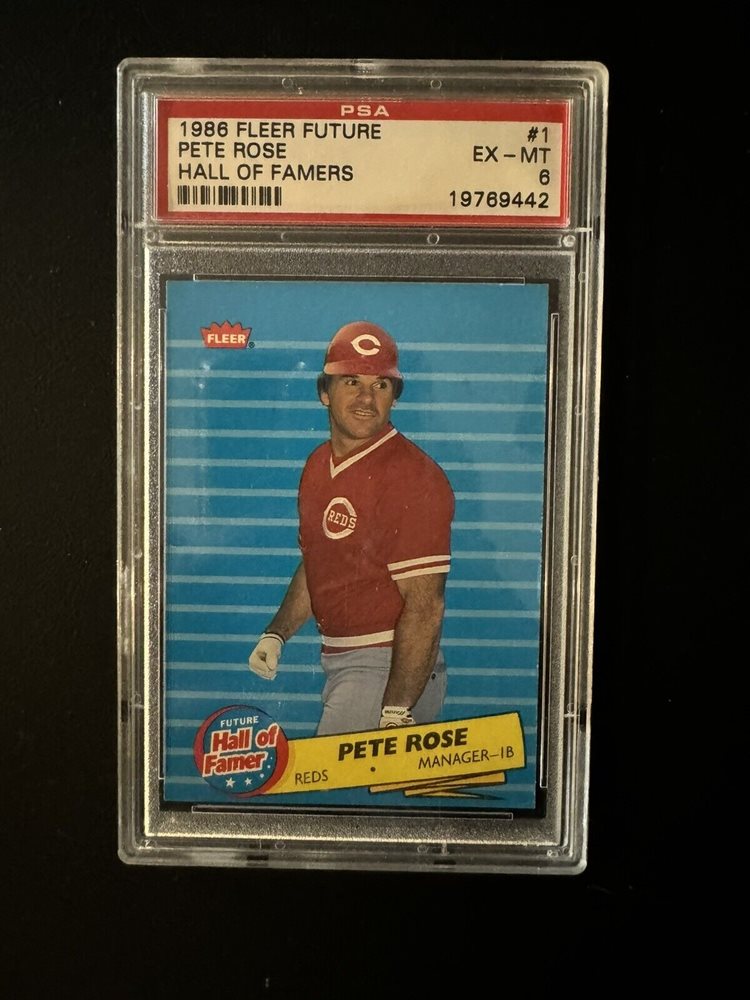 PSA
1986 FLEER FUTURE #1
PETE ROSE EX-MT
HALL OF FAMERS 6
19769442
FLEER
C
REDS
FUTURE
Hall of
Famer
PETE ROSE
REDS • MANAGER-1B